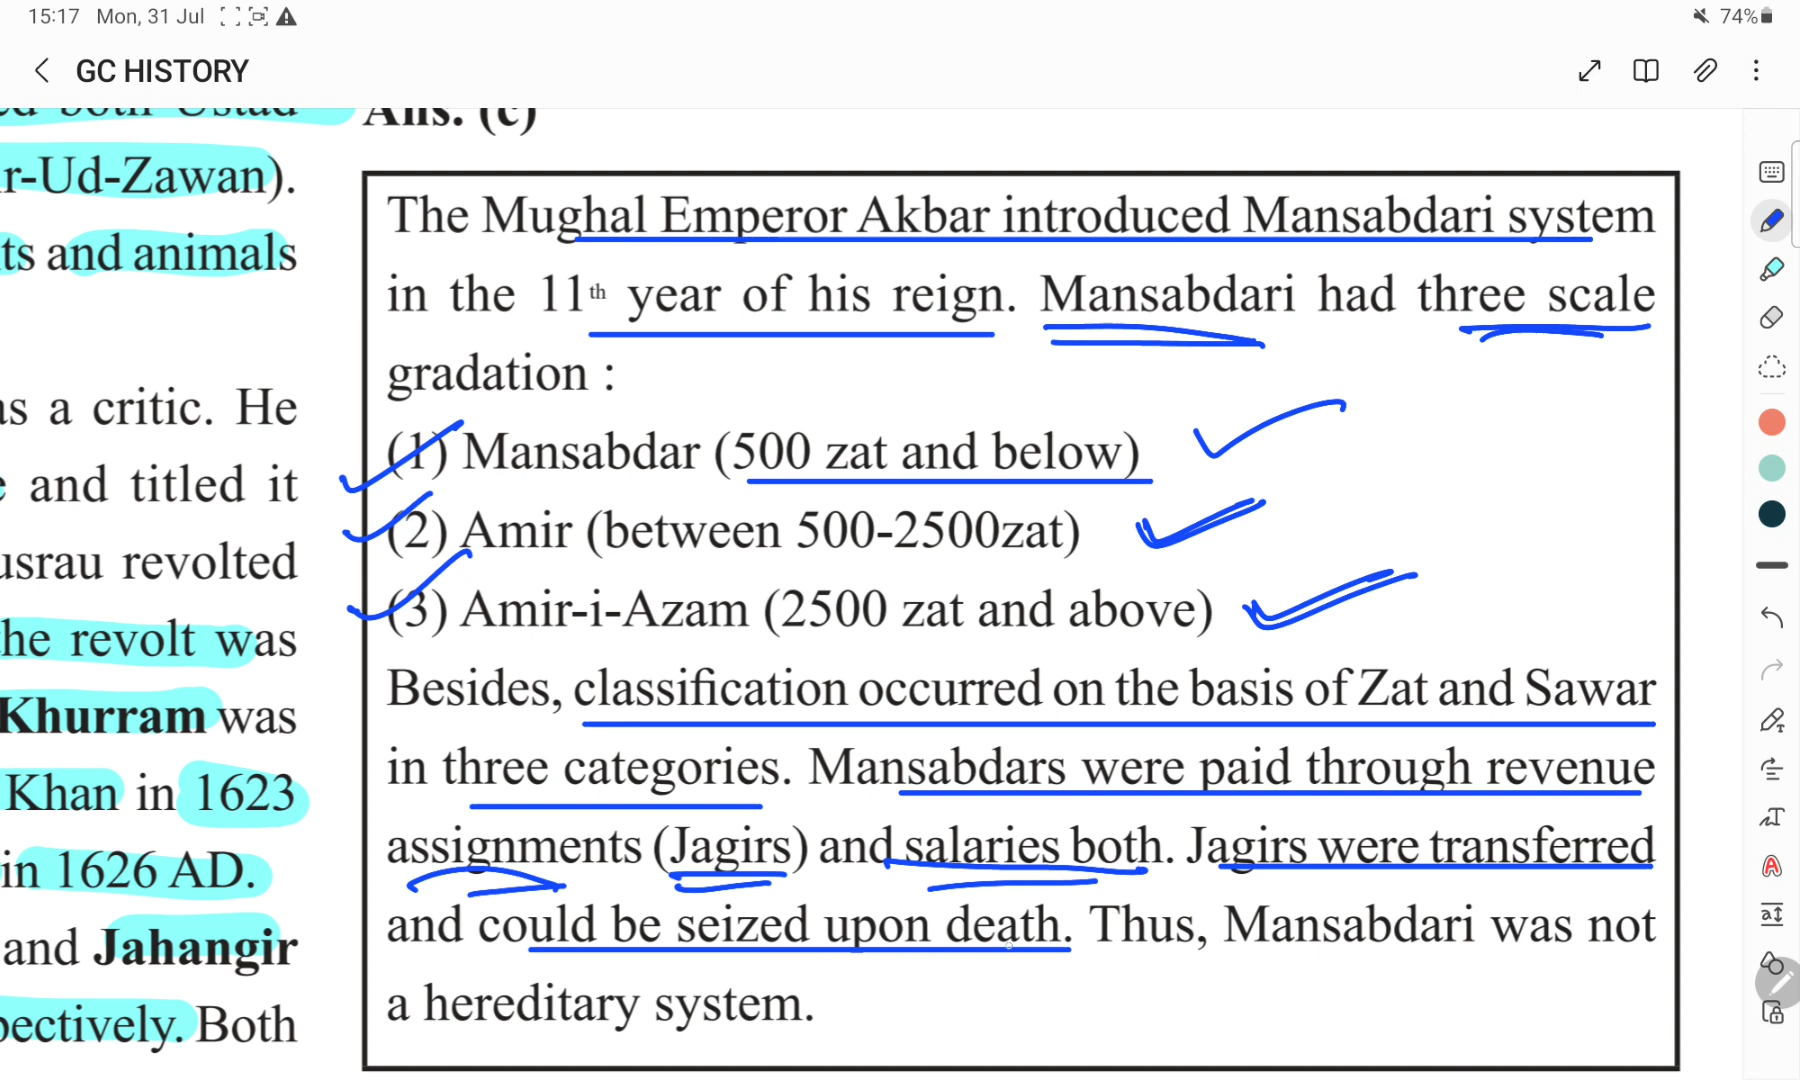 15:17 Mon, 31 Jul
74%
GC HISTORY
r-Ud-Zawan).
ts and animals
as a critic. He
and titled it
usrau revolted
the revolt was
Khurram was
Khan in 1623
in 1626 AD.
and Jahangir
pectively. Both
Ans. (c)
The Mughal Emperor Akbar introduced Mansabdari system
in the 11th year of his reign. Mansabdari had three scale
gradation :
(1) Mansabdar (500 zat and below)
(2) Amir (between 500-2500zat)
(3) Amir-i-Azam (2500 zat and above)
Besides, classification occurred on the basis of Zat and Sawar
in three categories. Mansabdars were paid through revenue
assignments (Jagirs) and salaries both. Jagirs were transferred
and could be seized upon death. Thus, Mansabdari was not
a hereditary system.